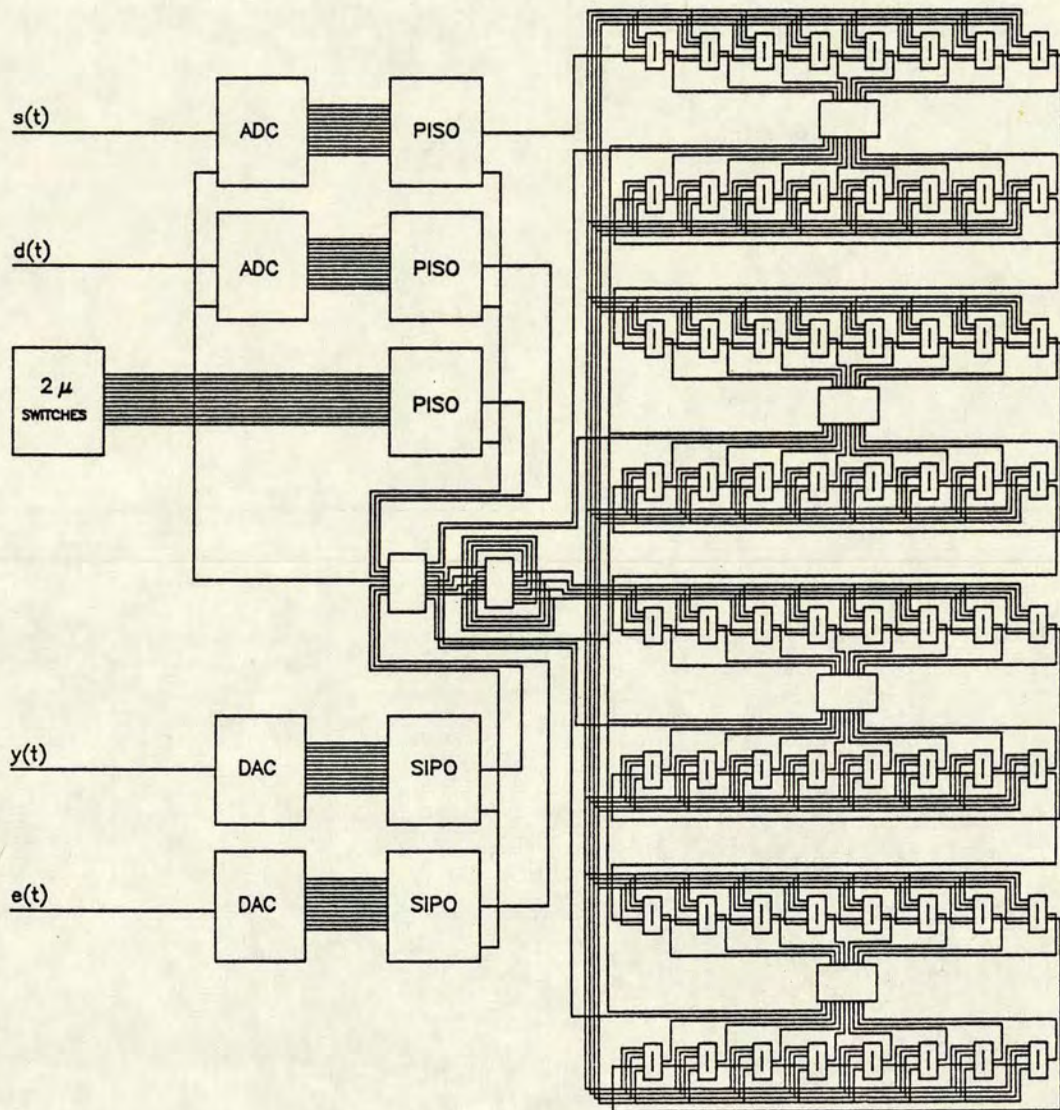 s(t)
ADC
PISO
d(t)
ADC
PISO
2 μ
SWITCHES
PISO
y(t)
DAC
SIPO
e(t)
DAC
SIPO